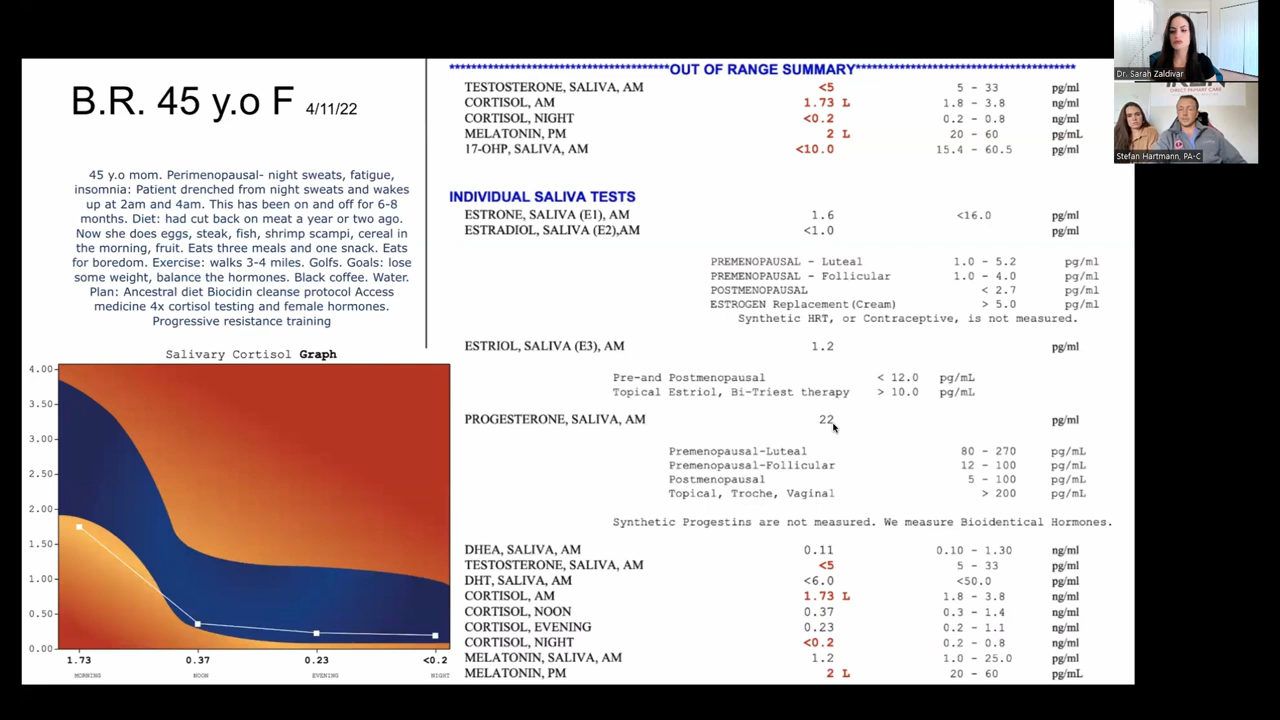 B.R. 45 y.o F 4/11/22
45 y.o mom. Perimenopausal- night sweats, fatigue,
insomnia: Patient drenched from night sweats and wakes
up at 2am and 4am. This has been on and off for 6-8
months. Diet: had cut back on meat a year or two ago.
Now she does eggs, steak, fish, shrimp scampi, cereal in
the morning, fruit. Eats three meals and one snack. Eats
for boredom. Exercise: walks 3-4 miles. Golfs. Goals: lose
some weight, balance the hormones. Black coffee. Water.
Plan: Ancestral diet Biocidin cleanse protocol Access
medicine 4x cortisol testing and female hormones.
Progressive resistance training
Salivary Cortisol Graph
4.00
3.50
3.00
2.50
2.00
1.50
1.00
0.50
0.00
1.73 0.37 0.23 <0.2
MORNING NOON EVENING NIGHT
OUT OF RANGE SUMMARY
TESTOSTERONE, SALIVA, AM <5 5 - 33 pg/ml
CORTISOL, AM 1.73 L 1.8 - 3.8 ng/ml
CORTISOL, NIGHT <0.2 0.2 - 0.8 ng/ml
MELATONIN, PM 2 L 20 - 60 pg/mL
17-OHP, SALIVA, AM <10.0 15.4 - 60.5 pg/ml
INDIVIDUAL SALIVA TESTS
ESTRONE, SALIVA (E1), AM 1.6 <16.0 pg/ml
ESTRADIOL, SALIVA (E2),AM <1.0
PREMENOPAUSAL - Luteal 1.0 - 5.2 pg/ml
PREMENOPAUSAL - Follicular 1.0 - 4.0 pg/ml
POSTMENOPAUSAL < 2.7 pg/ml
ESTROGEN Replacement(Cream) > 5.0 pg/ml
Synthetic HRT, or Contraceptive, is not measured.
ESTRIOL, SALIVA (E3), AM 1.2 pg/ml
Pre-and Postmenopausal < 12.0 pg/mL
Topical Estriol, Bi-Triest therapy > 10.0 pg/mL
PROGESTERONE, SALIVA, AM 22 pg/ml
Premenopausal-Luteal 80 - 270 pg/mL
Premenopausal-Follicular 12 - 100 pg/mL
Postmenopausal 5 - 100 pg/mL
Topical, Troche, Vaginal > 200 pg/mL
Synthetic Progestins are not measured. We measure Bioidentical Hormones.
DHEA, SALIVA, AM 0.11 0.10 - 1.30 ng/ml
TESTOSTERONE, SALIVA, AM <5 5 - 33 pg/ml
DHT, SALIVA, AM <6.0 <50.0 pg/ml
CORTISOL, AM 1.73 L 1.8 - 3.8 ng/ml
CORTISOL, NOON 0.37 0.3 - 1.4 ng/ml
CORTISOL, EVENING 0.23 0.2 - 1.1 ng/ml
CORTISOL, NIGHT <0.2 0.2 - 0.8 ng/ml
MELATONIN, SALIVA, AM 1.2 1.0 - 25.0 pg/ml
MELATONIN, PM 2 L 20 - 60 pg/mL
Dr. Sarah Zaldivar
DIRECT PRIMARY CARE
Stefan Hartmann, PA-C